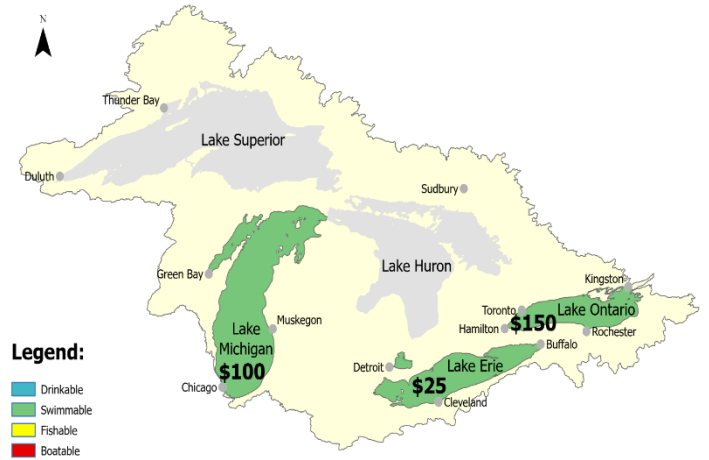 N
Thunder Bay
Lake Superior
Duluth
Sudbury
Green Bay
Lake Huron
Kingston
Toronto
Lake Ontario
Hamilton
$150
Rochester
Muskegon
Lake
Michigan
$100
Buffalo
Detroit
Lake Erie
$25
Chicago
Cleveland
Legend:
Drinkable
Swimmable
Fishable
Boatable